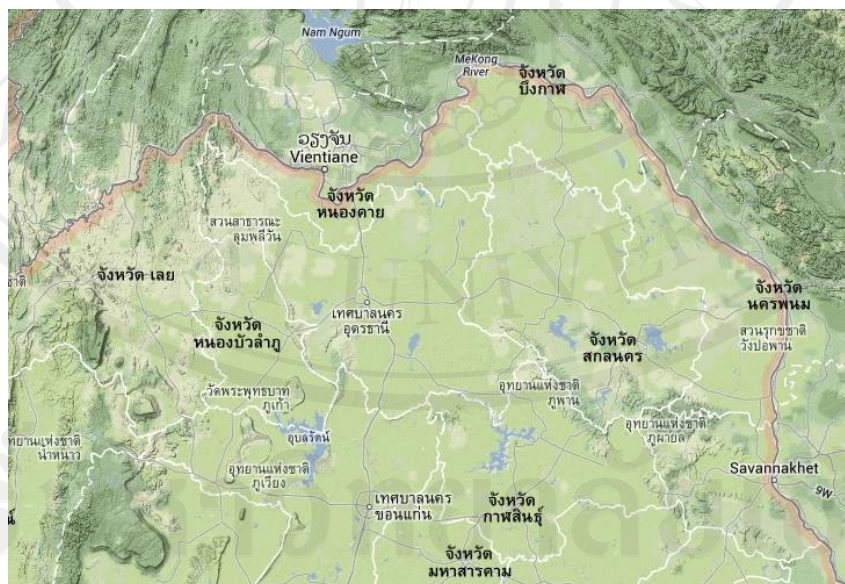 Nam Ngum
MeKong
River
จังหวัด
บึงกาฬ
ວຽງຈັນ
Vientiane
จังหวัด
หนองคาย
สวนสาธารณะ
ลุมพลีวัน
จังหวัด เลย
จังหวัด
นครพนม
เทศบาลนคร
อุดรธานี
จังหวัด
หนองบัวลำภู
จังหวัด
สกลนคร
สวนรุกขชาติ
วังปอพาน
วัดพระพุทธบาท
ภูเก้า
อุทยานแห่งชาติ
ภูพาน
อุทยานแห่งชาติ
ภูผายล
ทยานแห่งชาติ
น้ำหนาว
อุบลรัตน์
อุทยานแห่งชาติ
ภูเวียง
Savannakhet
9W
เทศบาลนคร
ขอนแก่น
จังหวัด
กาฬสินธุ์
จังหวัด
มหาสารคาม